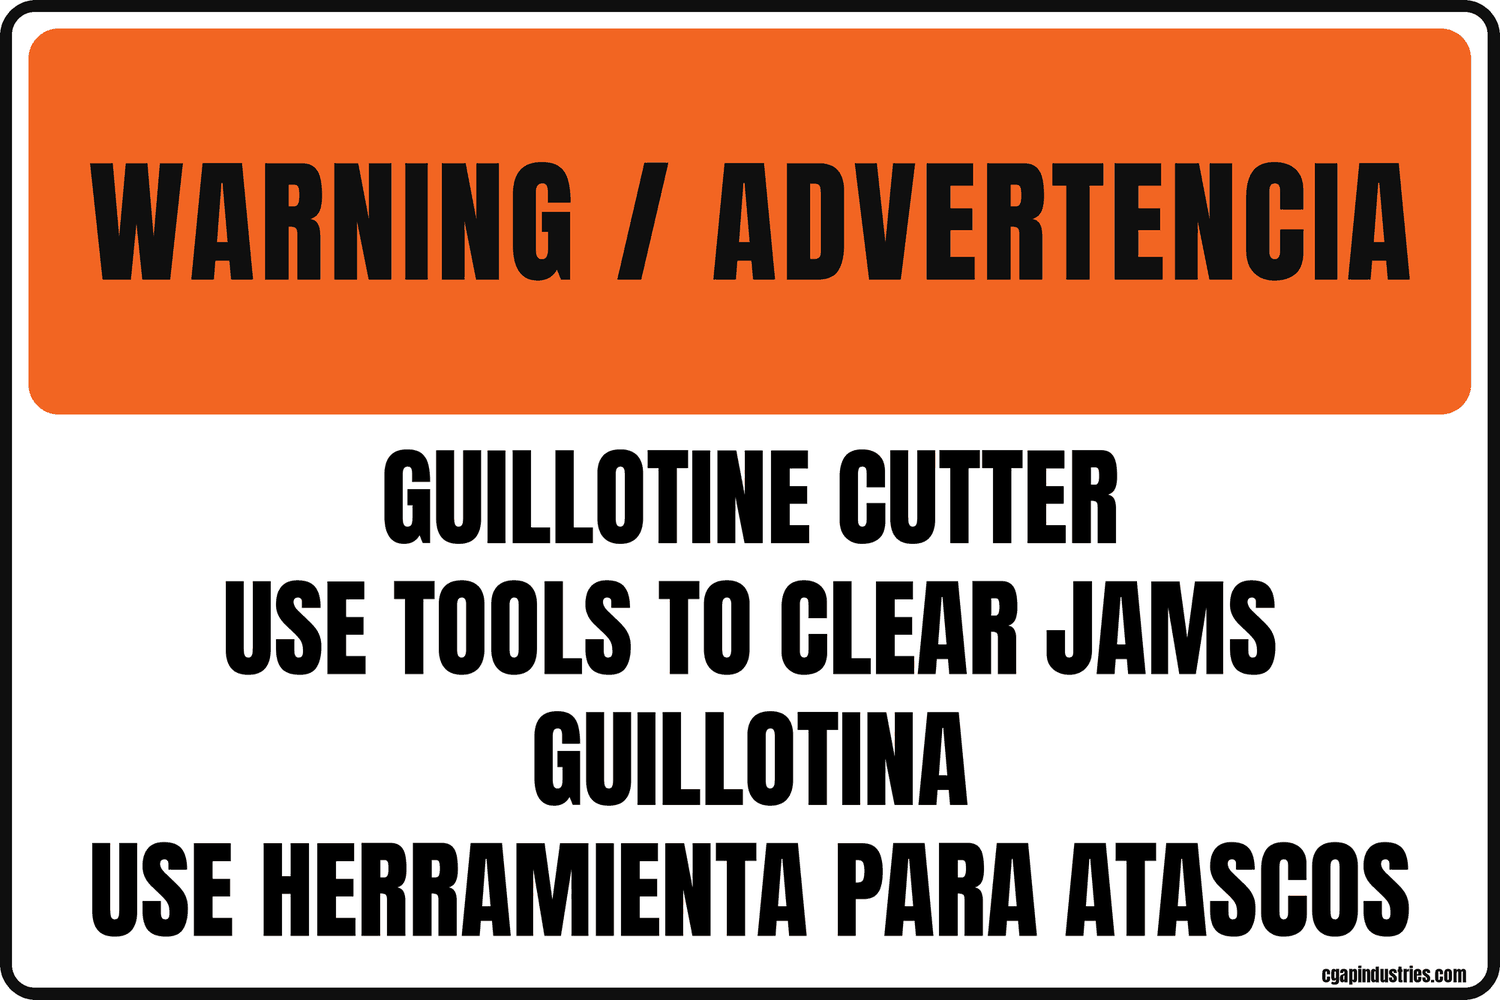 WARNING / ADVERTENCIA
GUILLOTINE CUTTER
USE TOOLS TO CLEAR JAMS
GUILLOTINA
USE HERRAMIENTA PARA ATASCOS
cgapindustries.com